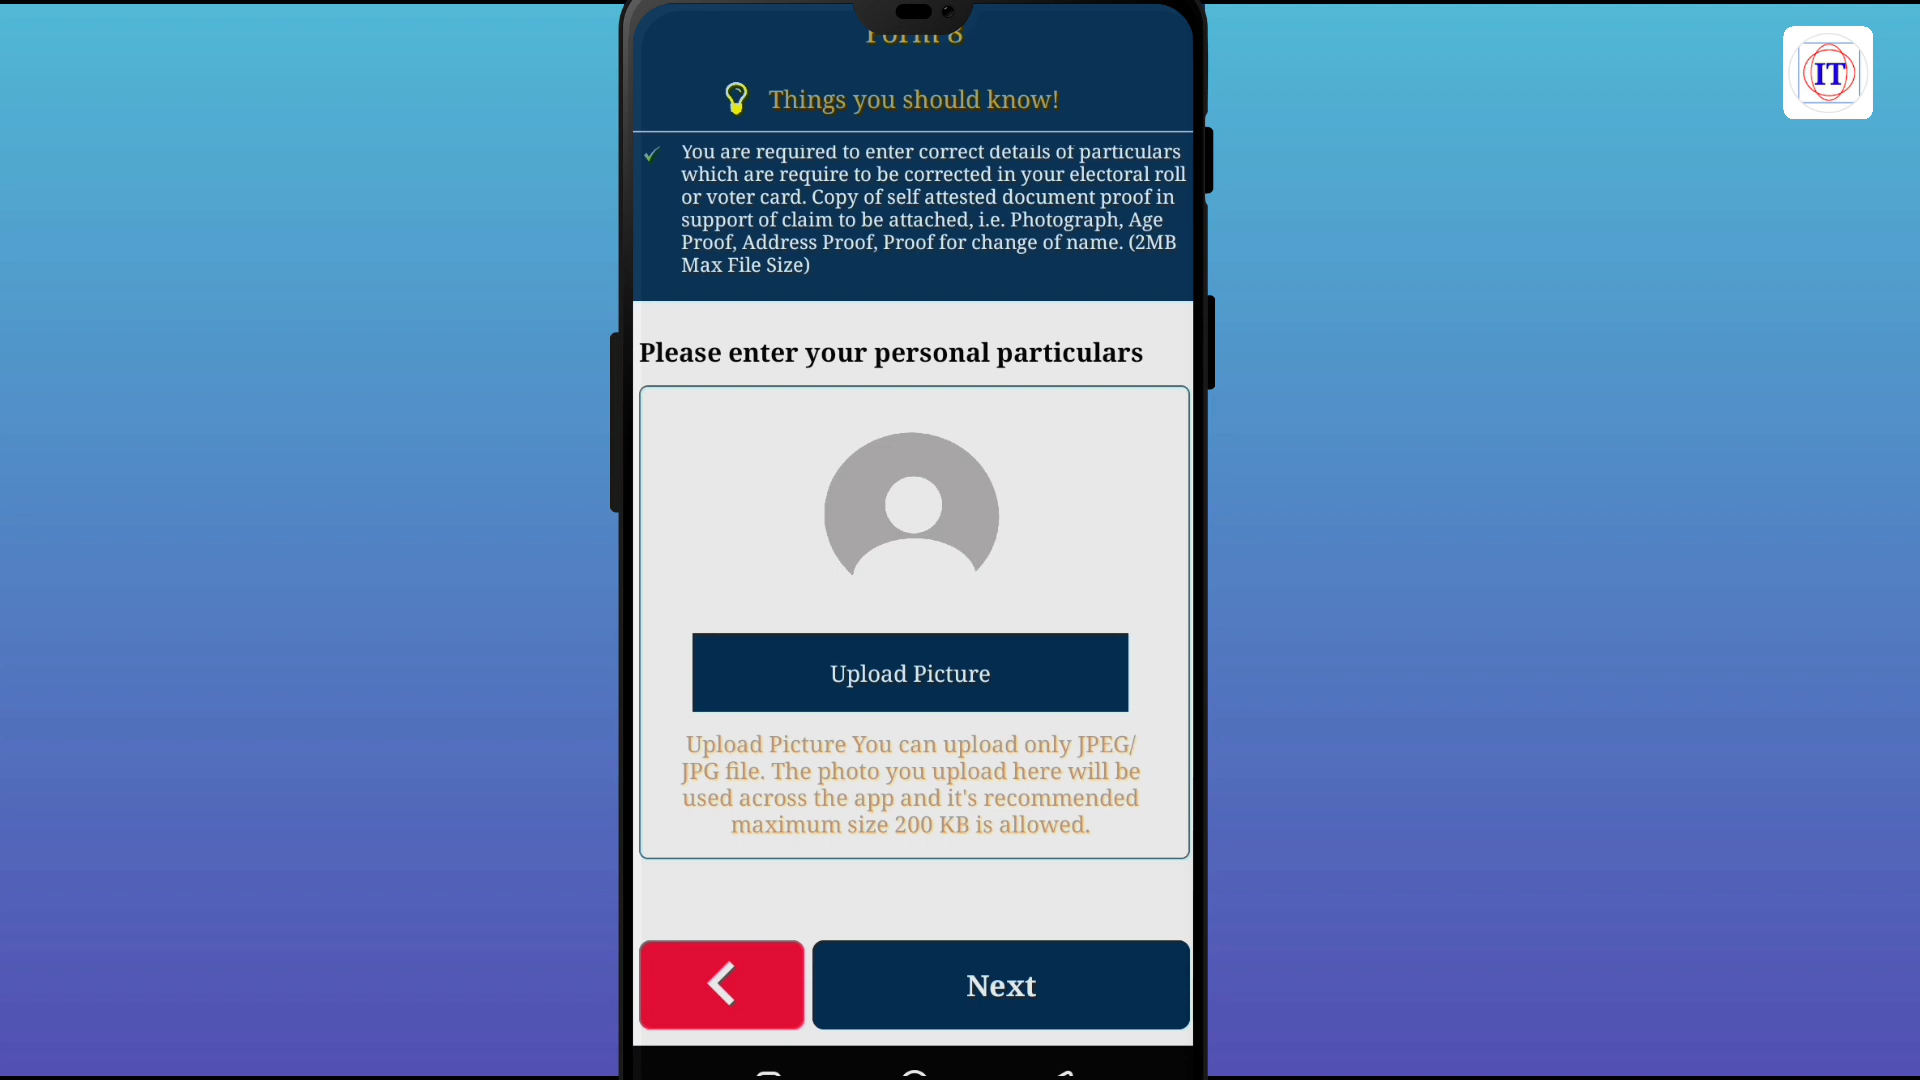 Form 8
IT
Things you should know!
You are required to enter correct details of particulars
which are require to be corrected in your electoral roll
or voter card. Copy of self attested document proof in
support of claim to be attached, i.e. Photograph, Age
Proof, Address Proof, Proof for change of name. (2MB
Max File Size)
Please enter your personal particulars
Upload Picture
Upload Picture You can upload only JPEG/
JPG file. The photo you upload here will be
used across the app and it's recommended
maximum size 200 KB is allowed.
Next